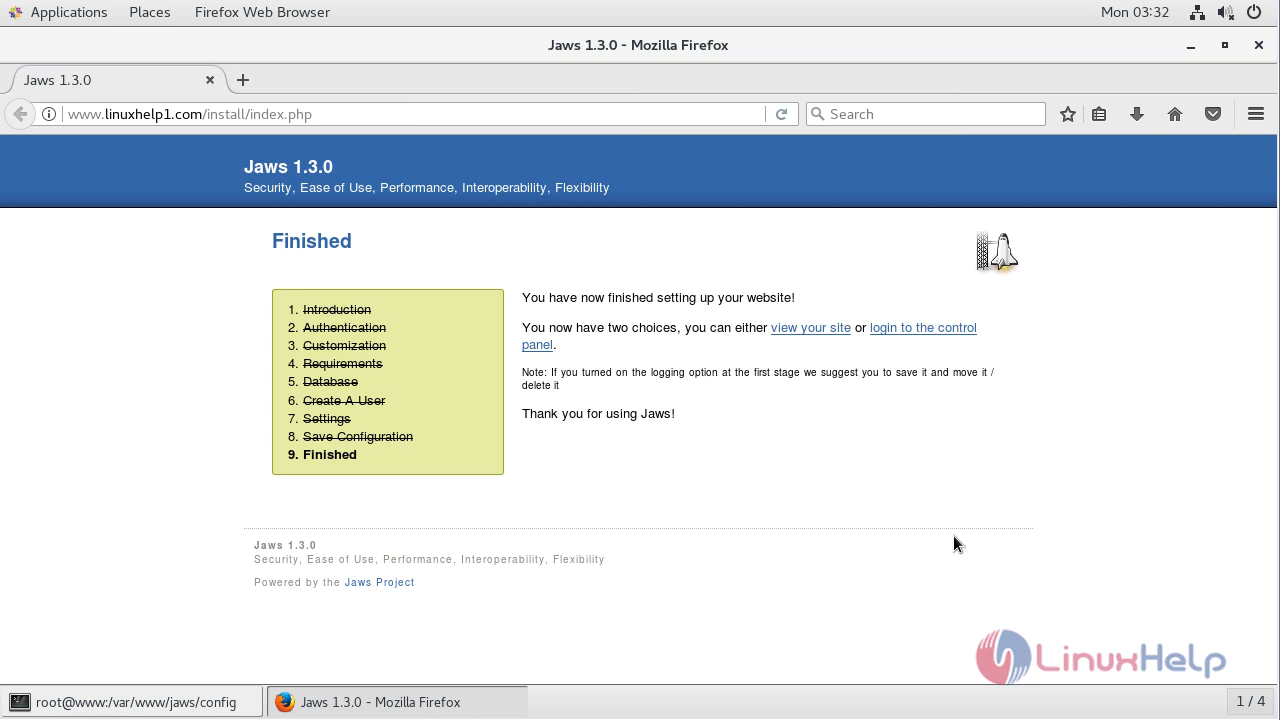 Applications Places Firefox Web Browser Mon 03:32
Jaws 1.3.0 - Mozilla Firefox
Jaws 1.3.0
www.linuxhelp1.com/install/index.php Search
Jaws 1.3.0
Security, Ease of Use, Performance, Interoperability, Flexibility
Finished
1. Introduction
2. Authentication
3. Customization
4. Requirements
5. Database
6. Create A User
7. Settings
8. Save Configuration
9. Finished
You have now finished setting up your website!
You now have two choices, you can either view your site or login to the control
panel.
Note: If you turned on the logging option at the first stage we suggest you to save it and move it /
delete it
Thank you for using Jaws!
Jaws 1.3.0
Security, Ease of Use, Performance, Interoperability, Flexibility
Powered by the Jaws Project
LinuxHelp
root@www:/var/www/jaws/config Jaws 1.3.0 - Mozilla Firefox 1 / 4